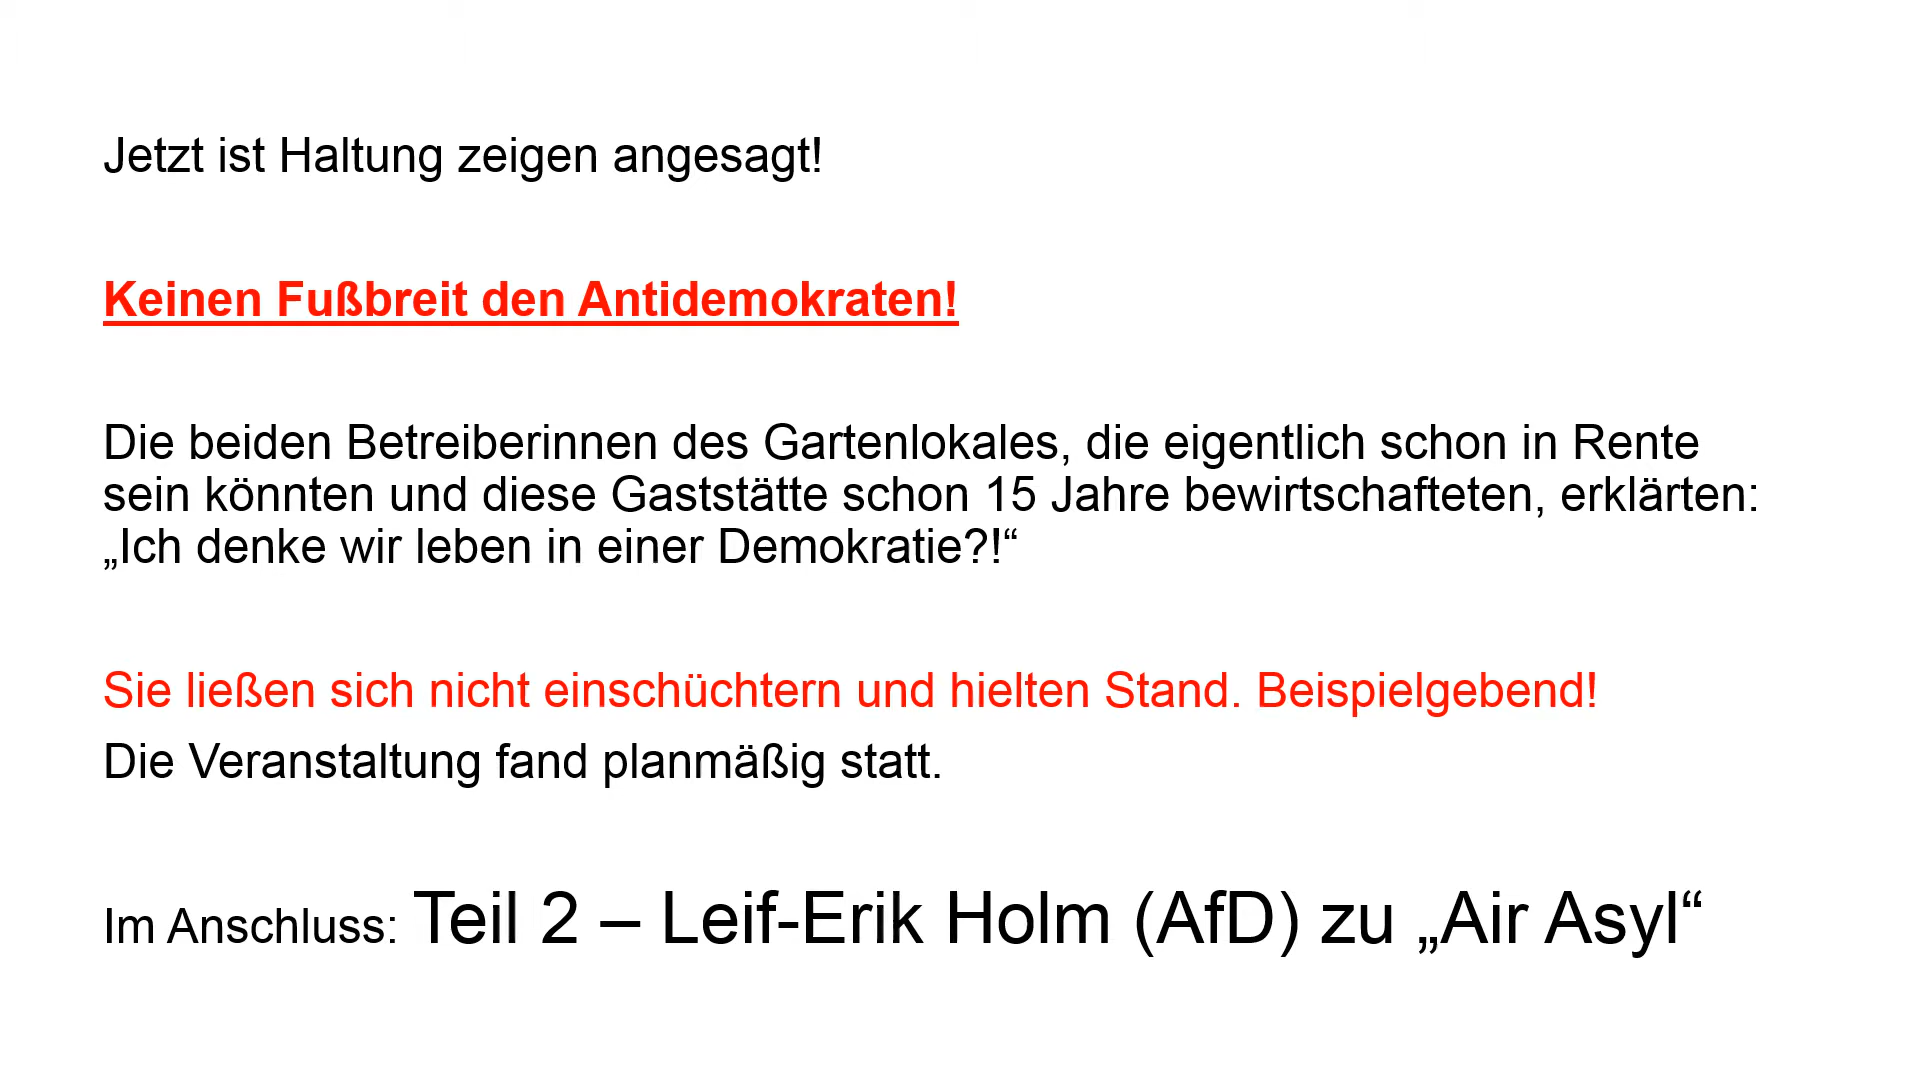 Jetzt ist Haltung zeigen angesagt!
Keinen Fußbreit den Antidemokraten!
Die beiden Betreiberinnen des Gartenlokales, die eigentlich schon in Rente
sein könnten und diese Gaststätte schon 15 Jahre bewirtschafteten, erklärten:
„Ich denke wir leben in einer Demokratie?!“
Sie ließen sich nicht einschüchtern und hielten Stand. Beispielgebend!
Die Veranstaltung fand planmäßig statt.
Im Anschluss: Teil 2 – Leif-Erik Holm (AfD) zu „Air Asyl“